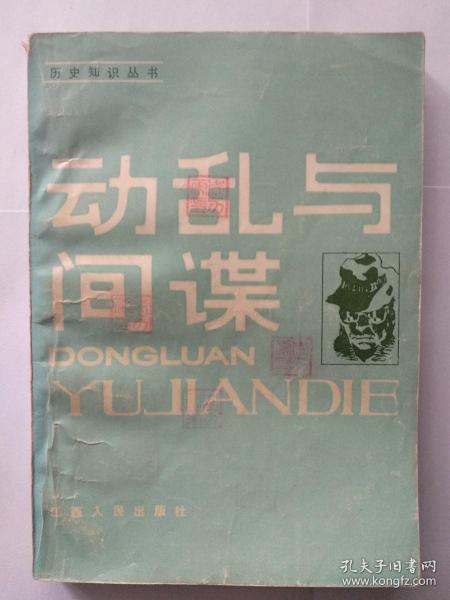 历史知识丛书
动乱与
间谍
DONGLUAN
YUJIANDIE
江西人民出版社
孔夫子旧书网
www.kongfz.com